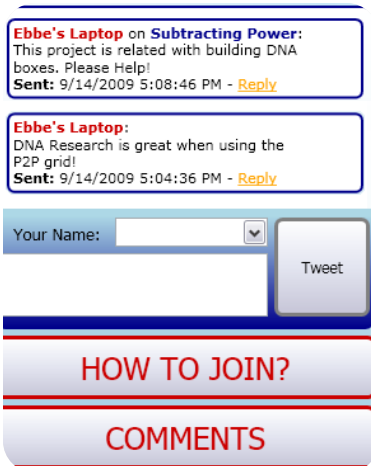 Ebbe's Laptop on Subtracting Power:
This project is related with building DNA
boxes. Please Help!
Sent: 9/14/2009 5:08:46 PM - Reply
Ebbe's Laptop:
DNA Research is great when using the
P2P grid!
Sent: 9/14/2009 5:04:36 PM - Reply
Your Name:
Tweet
HOW TO JOIN?
COMMENTS